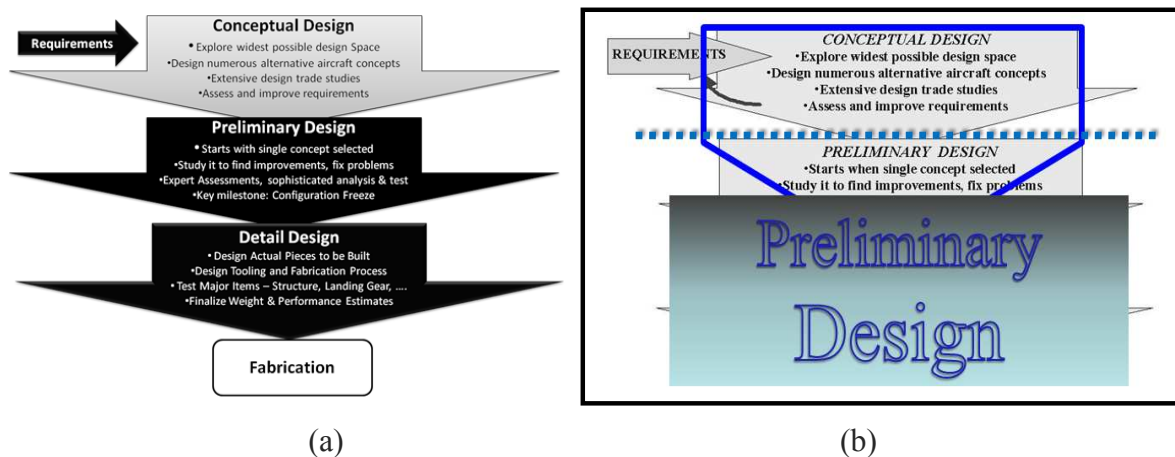 Conceptual Design
Requirements
•Explore widest possible design Space
•Design numerous alternative aircraft concepts
•Extensive design trade studies
•Assess and improve requirements
Preliminary Design
•Starts with single concept selected
•Study it to find improvements, fix problems
•Expert Assessments, sophisticated analysis & test
•Key milestone: Configuration Freeze
Detail Design
•Design Actual Pieces to be Built
•Design Tooling and Fabrication Process
•Test Major Items – Structure, Landing Gear, ....
•Finalize Weight & Performance Estimates
Fabrication
(a)
CONCEPTUAL DESIGN
REQUIREMENTS
•Explore widest possible design space
•Design numerous alternative aircraft concepts
•Extensive design trade studies
•Assess and improve requirements
PRELIMINARY DESIGN
•Starts when single concept selected
•Study it to find improvements, fix problems
Preliminary
Design
(b)